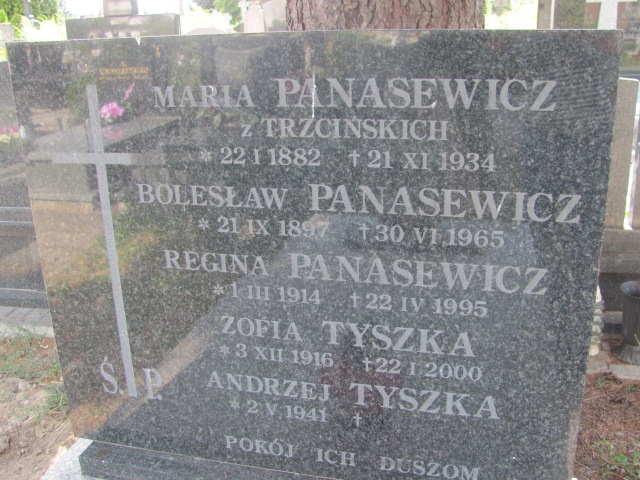 MARIA PANASEWICZ
Z TRZCIŃSKICH
* 22 I 1882 † 21 XI 1934
BOLESŁAW PANASEWICZ
* 21 IX 1897 † 30 VI 1965
REGINA PANASEWICZ
* 1 III 1914 † 22 IV 1995
ZOFIA TYSZKA
* 3 XII 1916 † 22 I 2000
ANDRZEJ TYSZKA
* 2 V 1941 †
Ś. P.
POKÓJ ICH DUSZOM